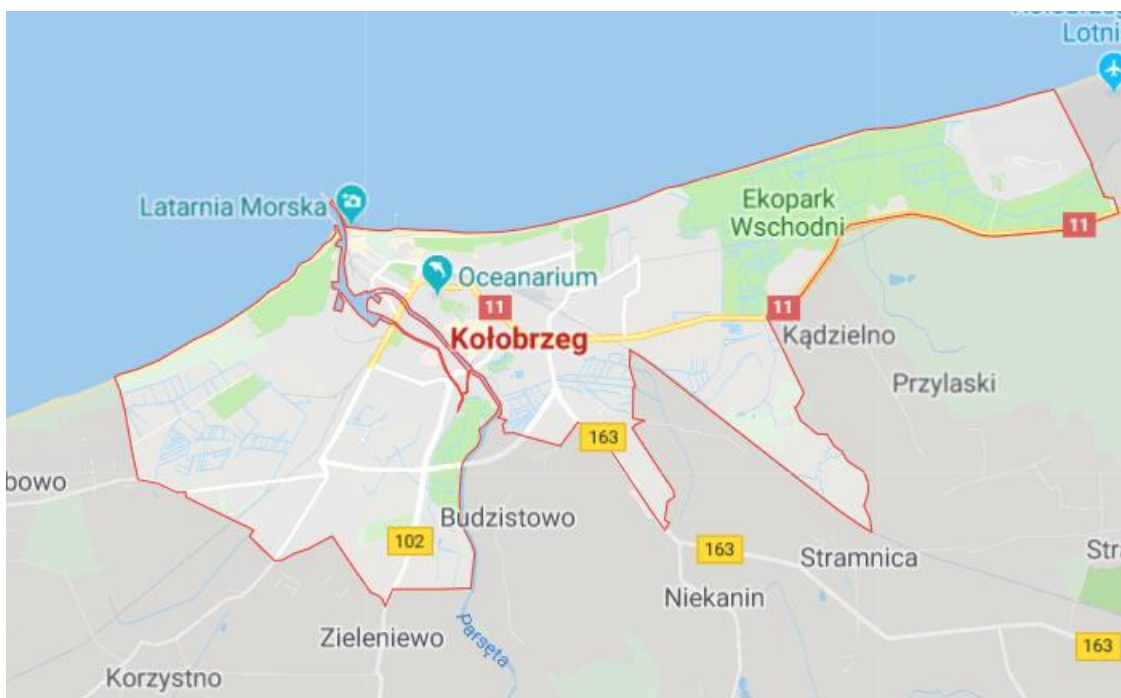 Lotni
Latarnia Morska
Ekopark
Wschodni
11
Oceanarium
11
11
Kołobrzeg
Kądzielno
Przylaski
163
bowo
Budzistowo
102
163
Stramnica
Str
Niekanin
Zieleniewo
Parsęta
163
Korzystno